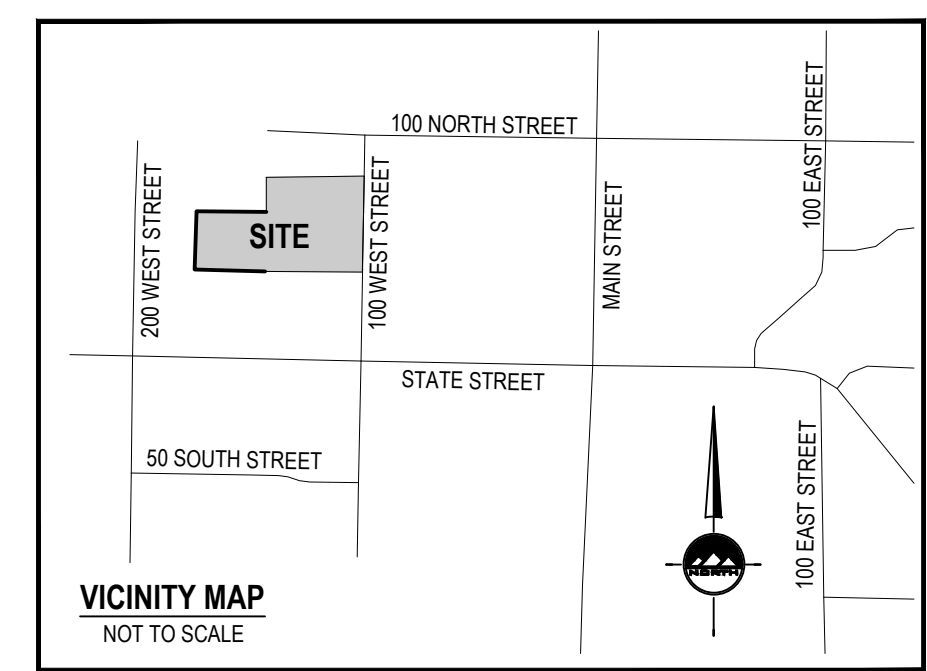 100 NORTH STREET
100 EAST STREET
200 WEST STREET
SITE
100 WEST STREET
MAIN STREET
STATE STREET
50 SOUTH STREET
100 EAST STREET
NORTH
VICINITY MAP
NOT TO SCALE